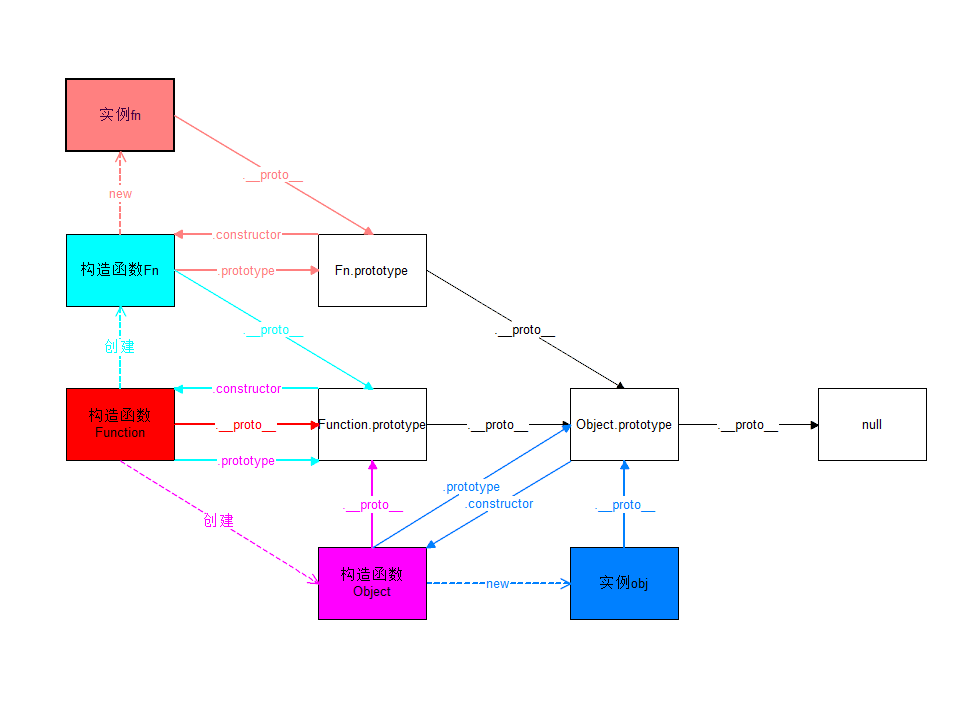 实例fn
.__proto__
new
.constructor
构造函数Fn
.prototype
Fn.prototype
.__proto__
.__proto__
创建
.constructor
构造函数
Function
.__proto__
Function.prototype
.__proto__
Object.prototype
.__proto__
null
.prototype
.prototype
.__proto__
.constructor
.__proto__
创建
构造函数
Object
new
实例obj